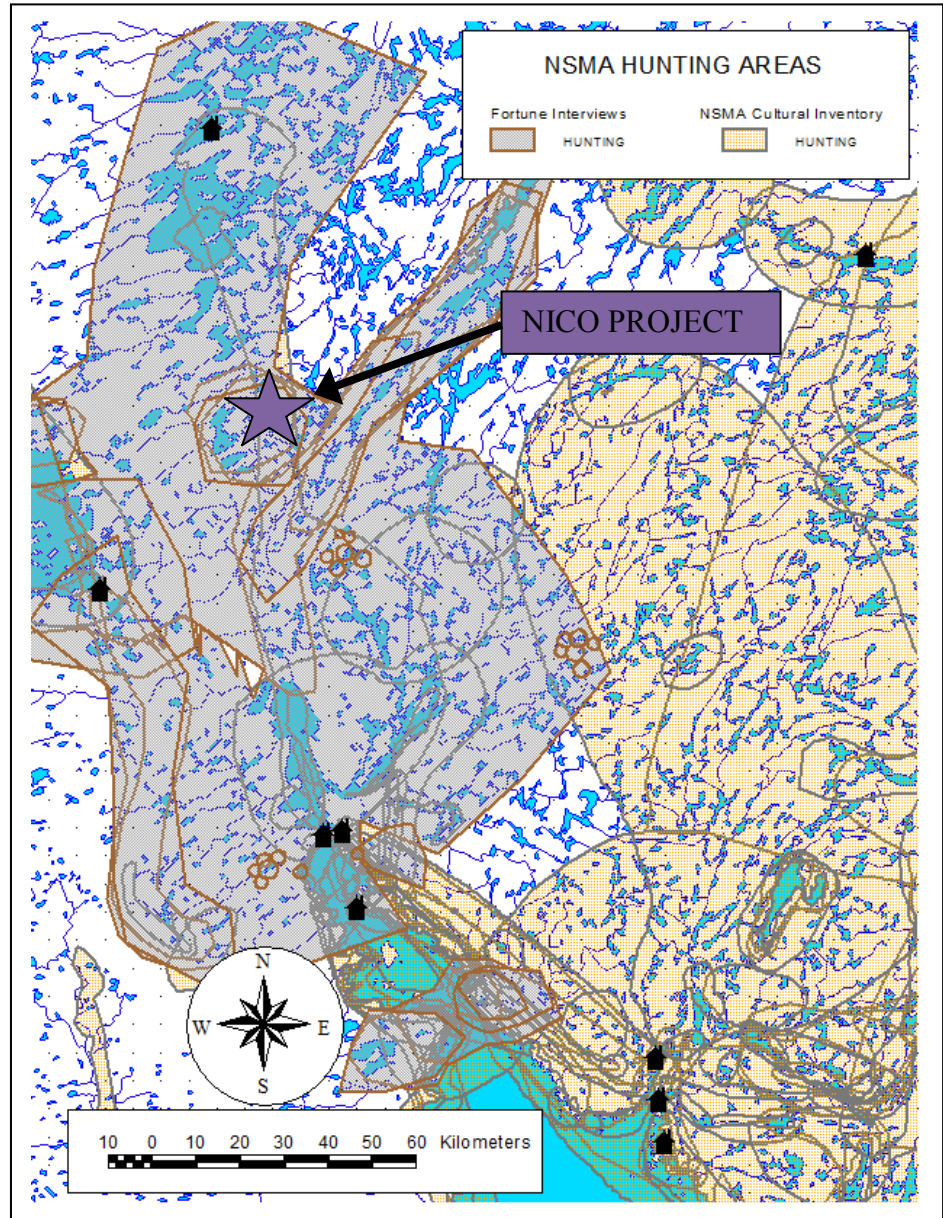 NSMA HUNTING AREAS
Fortune Interviews NSMA Cultural Inventory
HUNTING HUNTING
NICO PROJECT
N
W E
S
10 0 10 20 30 40 50 60 Kilometers